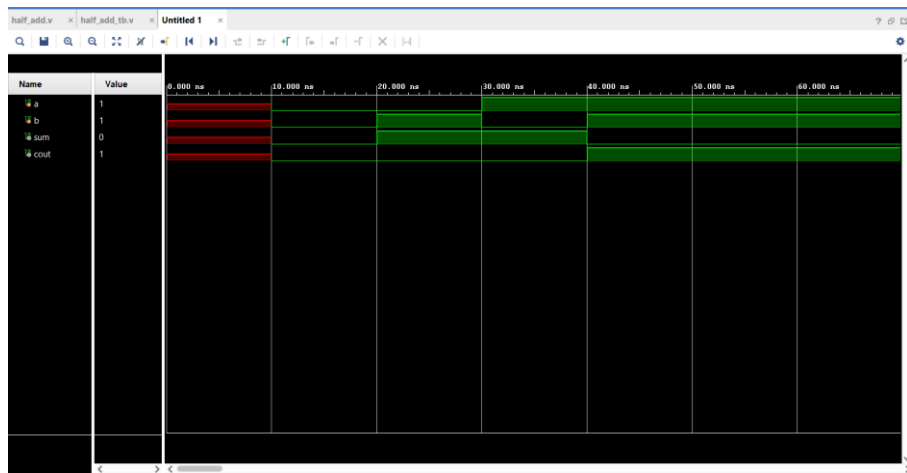 half_add.v × half_add_tb.v × Untitled 1 ×
Name Value
0.000 ns 10.000 ns 20.000 ns 30.000 ns 40.000 ns 50.000 ns 60.000 ns
a 1
b 1
sum 0
cout 1